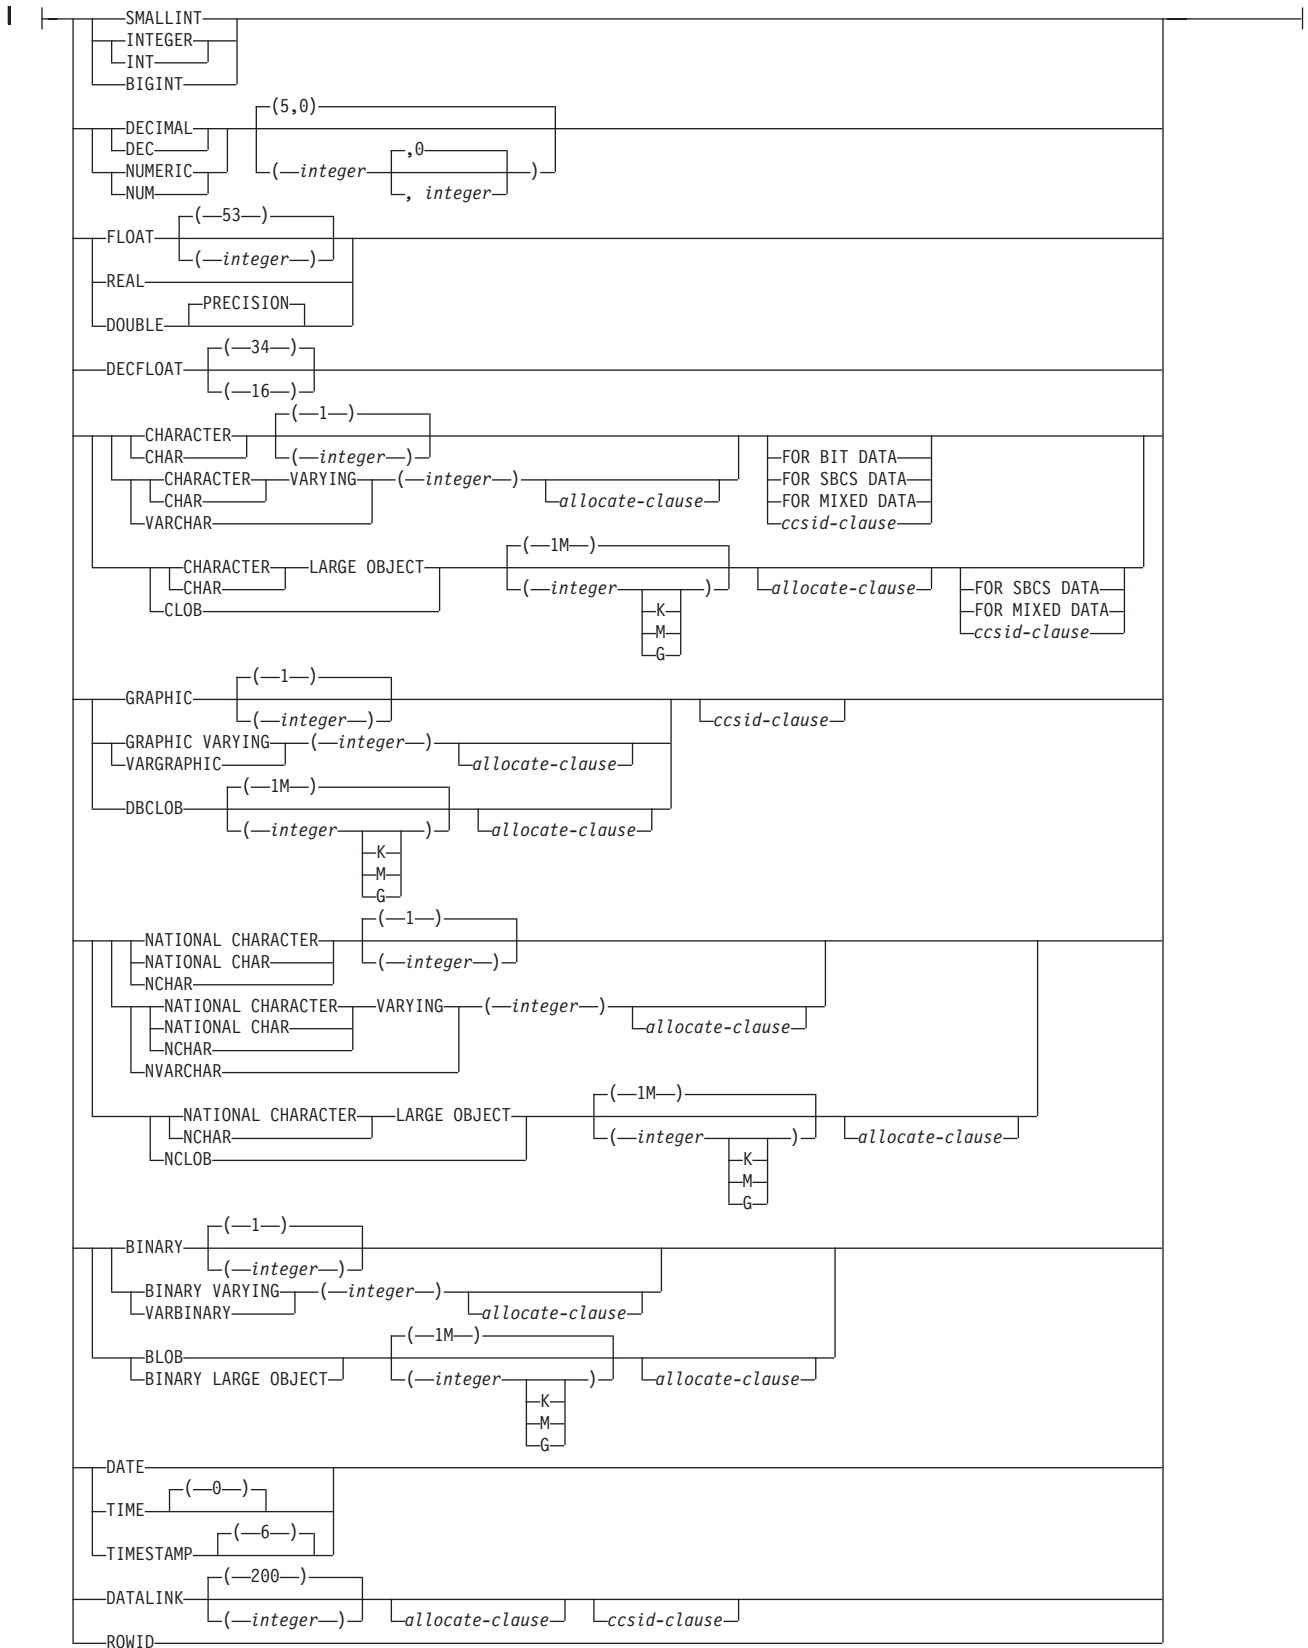 SMALLINT
INTEGER
INT
BIGINT
(5,0)
DECIMAL
DEC
,0
NUMERIC
( integer )
NUM
, integer
( 53 )
FLOAT
( integer )
REAL
PRECISION
DOUBLE
( 34 )
DECFLOAT
( 16 )
( 1 )
CHARACTER
CHAR ( integer ) FOR BIT DATA
CHARACTER VARYING ( integer ) FOR SBCS DATA
CHAR allocate-clause FOR MIXED DATA
VARCHAR ccsid-clause
( 1M )
CHARACTER LARGE OBJECT
CHAR ( integer ) allocate-clause FOR SBCS DATA
CLOB K FOR MIXED DATA
M ccsid-clause
G
( 1 )
GRAPHIC
( integer ) ccsid-clause
GRAPHIC VARYING ( integer )
VARGRAPHIC allocate-clause
( 1M )
DBCLOB
( integer ) allocate-clause
K
M
G
( 1 )
NATIONAL CHARACTER
NATIONAL CHAR ( integer )
NCHAR
NATIONAL CHARACTER VARYING ( integer )
NATIONAL CHAR allocate-clause
NCHAR
NVARCHAR
( 1M )
NATIONAL CHARACTER LARGE OBJECT
NCHAR ( integer ) allocate-clause
NCLOB K
M
G
( 1 )
BINARY
( integer )
BINARY VARYING ( integer )
VARBINARY allocate-clause
( 1M )
BLOB
BINARY LARGE OBJECT ( integer ) allocate-clause
K
M
G
DATE
( 0 )
TIME
( 6 )
TIMESTAMP
( 200 )
DATALINK
( integer ) allocate-clause ccsid-clause
ROWID